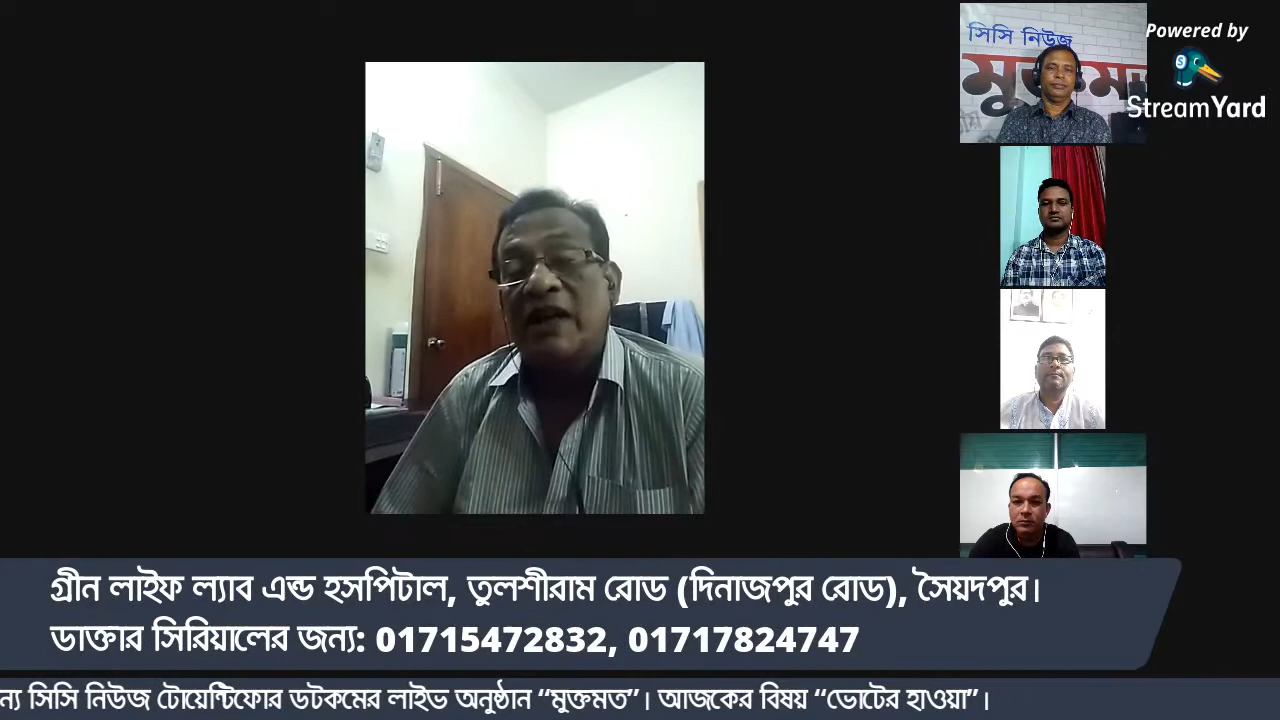 সিসি নিউজ
Powered by
StreamYard
গ্রীন লাইফ ল্যাব এন্ড হসপিটাল, তুলশীরাম রোড (দিনাজপুর রোড), সৈয়দপুর।
ডাক্তার সিরিয়ালের জন্য: 01715472832, 01717824747
ন্য সিসি নিউজ টোয়েন্টিফোর ডটকমের লাইভ অনুষ্ঠান “মুক্তমত”। আজকের বিষয় “ভোটের হাওয়া”।